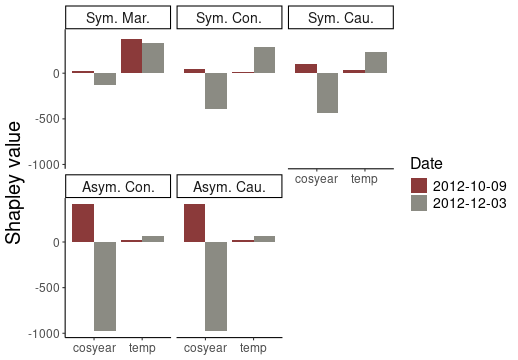 Sym. Mar. Sym. Con. Sym. Cau.
0
-500
-1000
cosyear temp
Asym. Con. Asym. Cau.
0
-500
-1000
cosyear temp cosyear temp
Shapley value
Date
2012-10-09
2012-12-03